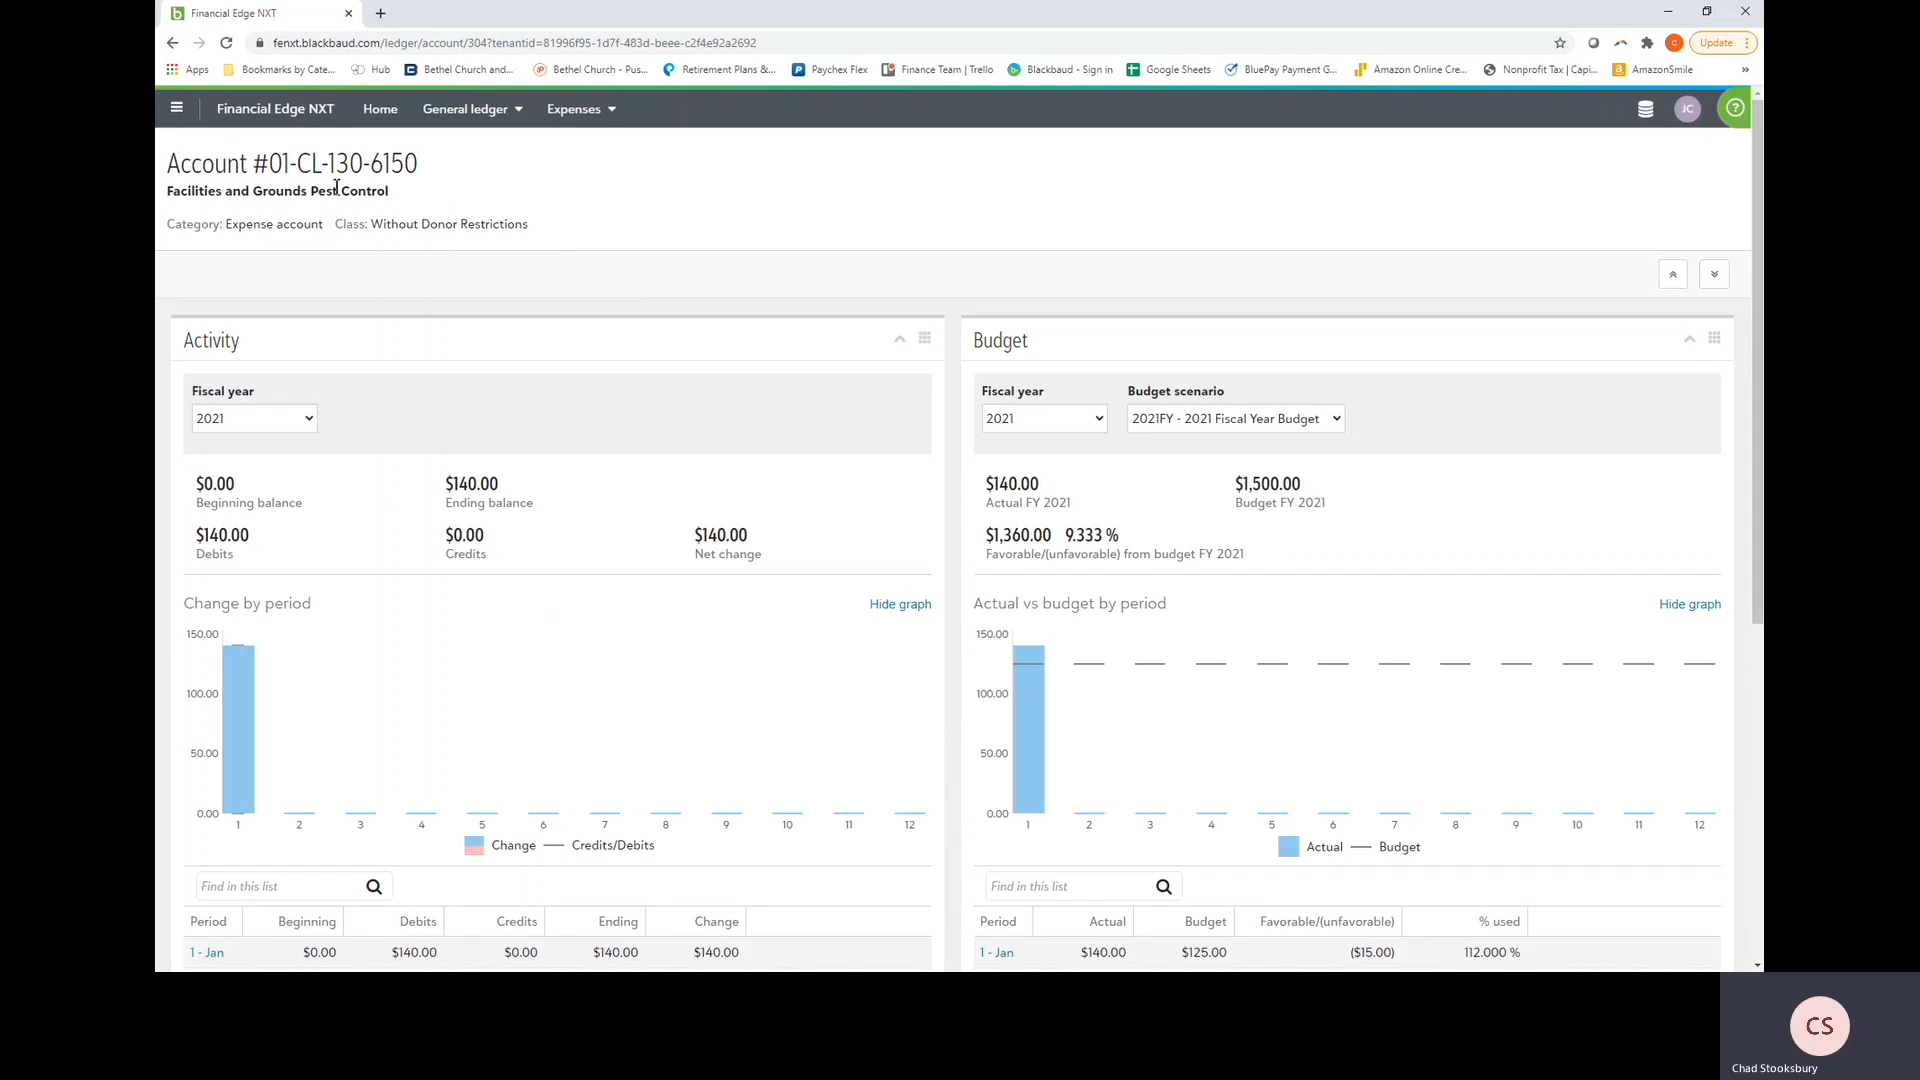 Financial Edge NXT
fenxt.blackbaud.com/ledger/account/304?tenantid=81996f95-1d7f-483d-beee-c2f4e92a2692
Update
Apps Bookmarks by Cate... Hub Bethel Church and... Bethel Church - Pus... Retirement Plans &... Paychex Flex Finance Team | Trello Blackbaud - Sign in Google Sheets BluePay Payment G... Amazon Online Cre... Nonprofit Tax | Capi... AmazonSmile »
Financial Edge NXT Home General ledger Expenses JC ?
Account #01-CL-130-6150
Facilities and Grounds Pest Control
Category: Expense account Class: Without Donor Restrictions
Activity Budget
Fiscal year Fiscal year Budget scenario
2021 2021 2021FY - 2021 Fiscal Year Budget
$0.00 $140.00 $140.00 $1,500.00
Beginning balance Ending balance Actual FY 2021 Budget FY 2021
$140.00 $0.00 $140.00 $1,360.00 9.333 %
Debits Credits Net change Favorable/(unfavorable) from budget FY 2021
Change by period Hide graph Actual vs budget by period Hide graph
150.00 150.00
100.00 100.00
50.00 50.00
0.00 0.00
1 2 3 4 5 6 7 8 9 10 11 12 1 2 3 4 5 6 7 8 9 10 11 12
Change Credits/Debits Actual Budget
Find in this list Find in this list
Period Beginning Debits Credits Ending Change Period Actual Budget Favorable/(unfavorable) % used
1 - Jan $0.00 $140.00 $0.00 $140.00 $140.00 1 - Jan $140.00 $125.00 ($15.00) 112.000 %
CS
Chad Stooksbury